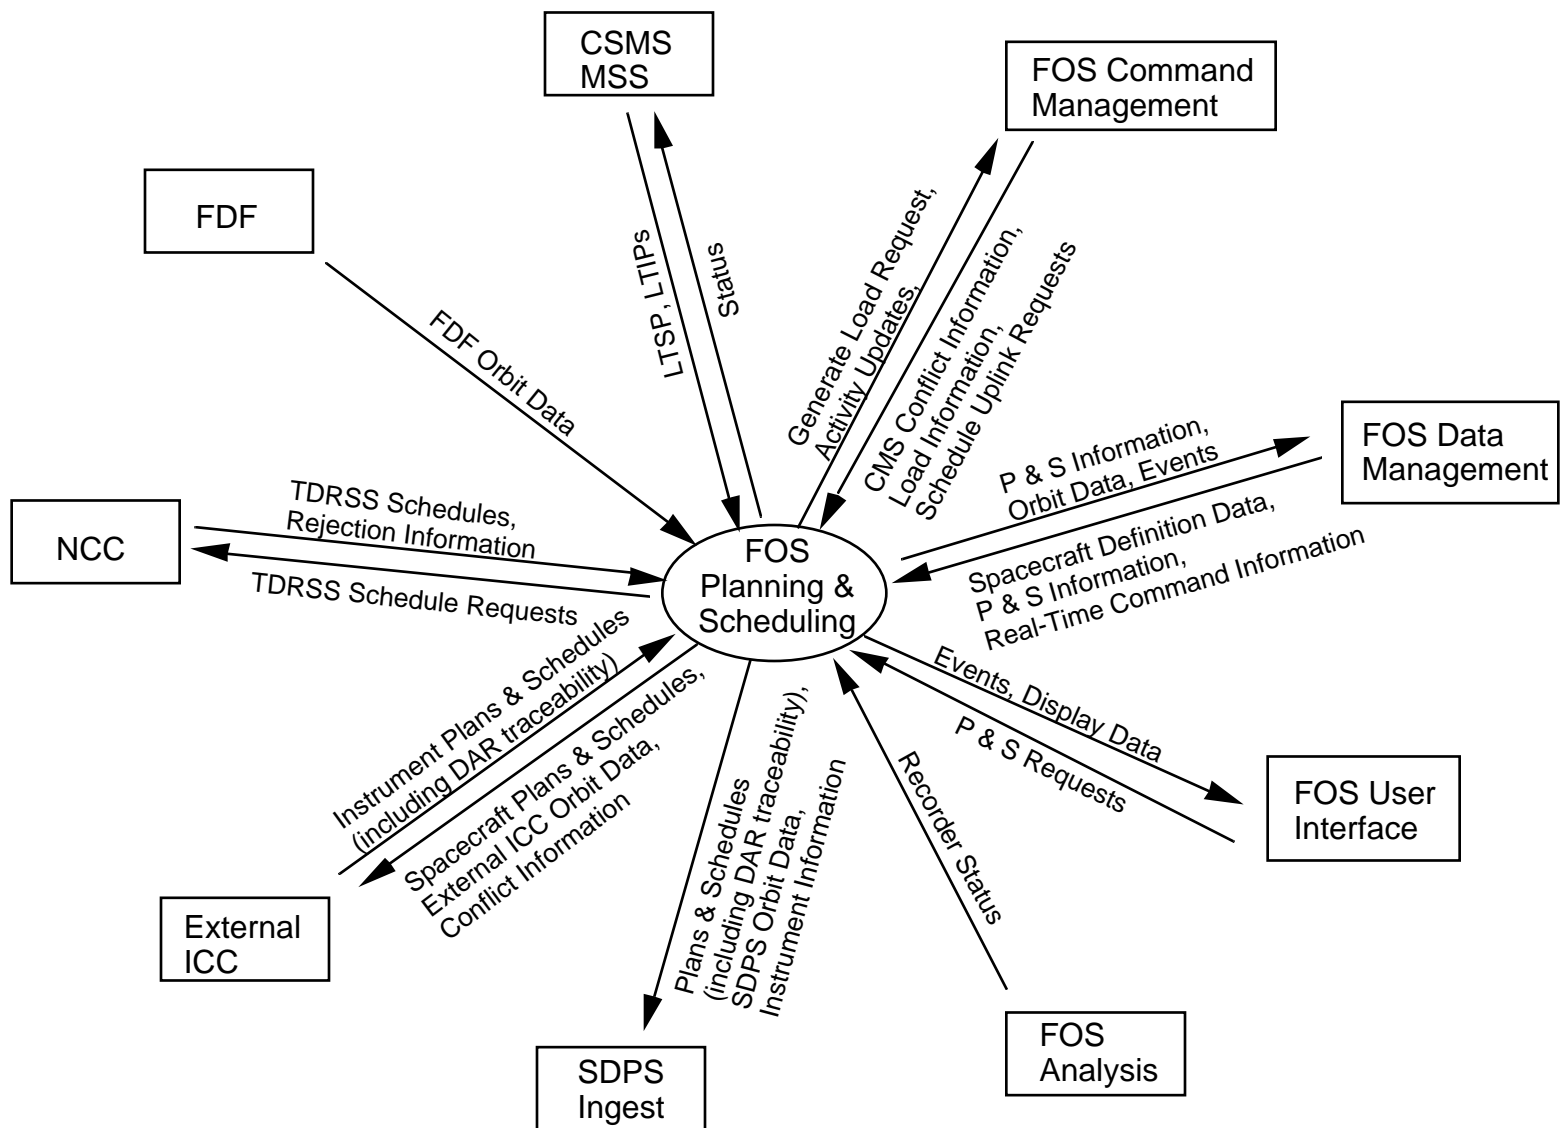 CSMS
MSS
FOS Command
Management
FDF
LTSP, LTIPs
Status
Generate Load Request,
Activity Updates,
CMS Conflict Information,
Load Information,
Schedule Uplink Requests
FDF Orbit Data
FOS Data
Management
P & S Information,
Orbit Data, Events
Spacecraft Definition Data,
P & S Information,
Real-Time Command Information
NCC
TDRSS Schedules,
Rejection Information
TDRSS Schedule Requests
FOS
Planning &
Scheduling
Instrument Plans & Schedules
(including DAR traceability)
Spacecraft Plans & Schedules,
External ICC Orbit Data,
Conflict Information
Plans & Schedules
(including DAR traceability),
SDPS Orbit Data,
Instrument Information
Recorder Status
Events, Display Data
P & S Requests
FOS User
Interface
External
ICC
SDPS
Ingest
FOS
Analysis